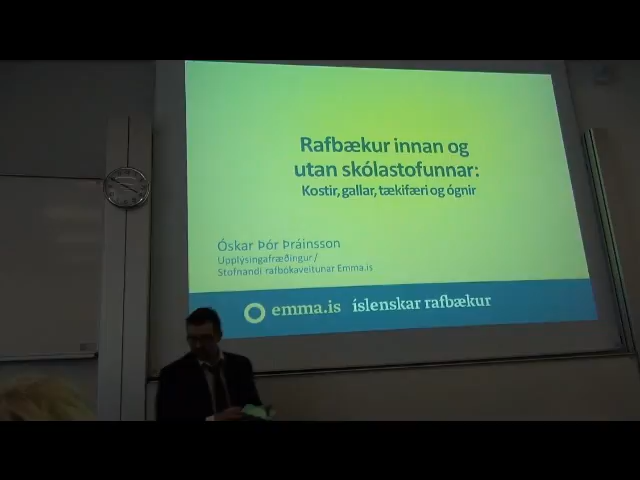 Rafbækur innan og
utan skólastofunnar:
Kostir, gallar, tækifæri og ógnir
Óskar Þór Þráinsson
Upplýsingafræðingur /
Stofnandi rafbókaveitunar Emma.is
emma.is íslenskar rafbækur